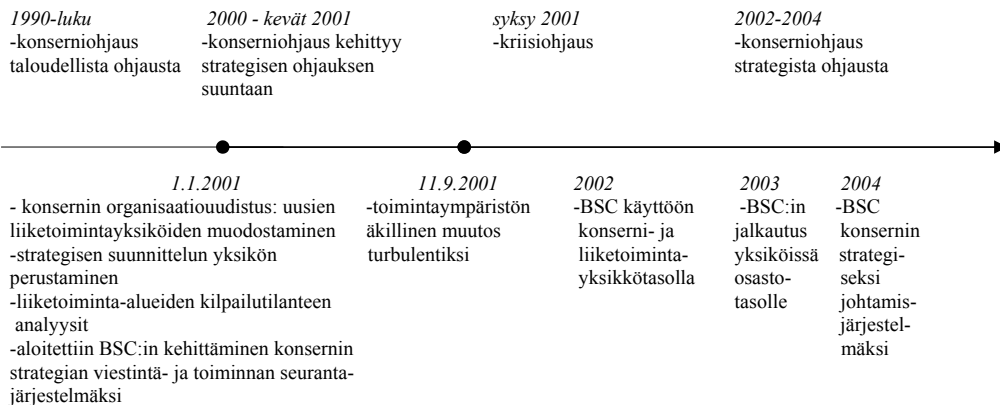 1990-luku
-konserniohjaus
taloudellista ohjausta
2000 - kevät 2001
-konserniohjaus kehittyy
strategisen ohjauksen
suuntaan
syksy 2001
-kriisiohjaus
2002-2004
-konserniohjaus
strategista ohjausta
1.1.2001
- konsernin organisaatiouudistus: uusien
liiketoimintayksiköiden muodostaminen
-strategisen suunnittelun yksikön
perustaminen
-liiketoiminta-alueiden kilpailutilanteen
analyysit
-aloitettiin BSC:in kehittäminen konsernin
strategian viestintä- ja toiminnan seuranta-
järjestelmäksi
11.9.2001
-toimintaympäristön
äkillinen muutos
turbulentiksi
2002
-BSC käyttöön
konserni- ja
liiketoiminta-
yksikkötasolla
2003
-BSC:in
jalkautus
yksiköissä
osasto-
tasolle
2004
-BSC
konsernin
strategi-
seksi
johtamis-
järjestel-
mäksi